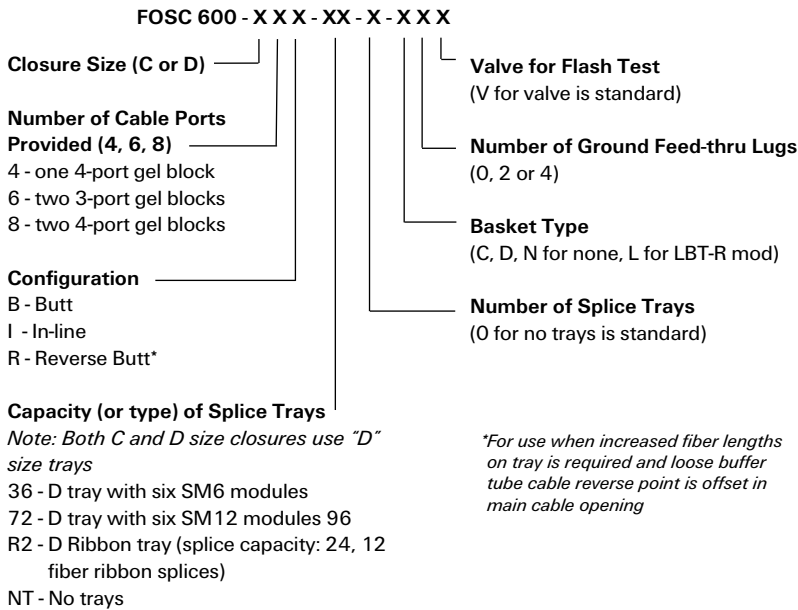 FOSC 600 - X X X - XX - X - X X X
Closure Size (C or D)
Number of Cable Ports
Provided (4, 6, 8)
4 - one 4-port gel block
6 - two 3-port gel blocks
8 - two 4-port gel blocks
Configuration
B - Butt
I - In-line
R - Reverse Butt*
Capacity (or type) of Splice Trays
Note: Both C and D size closures use "D"
size trays
36 - D tray with six SM6 modules
72 - D tray with six SM12 modules 96
R2 - D Ribbon tray (splice capacity: 24, 12
fiber ribbon splices)
NT - No trays
Valve for Flash Test
(V for valve is standard)
Number of Ground Feed-thru Lugs
(0, 2 or 4)
Basket Type
(C, D, N for none, L for LBT-R mod)
Number of Splice Trays
(0 for no trays is standard)
*For use when increased fiber lengths
on tray is required and loose buffer
tube cable reverse point is offset in
main cable opening